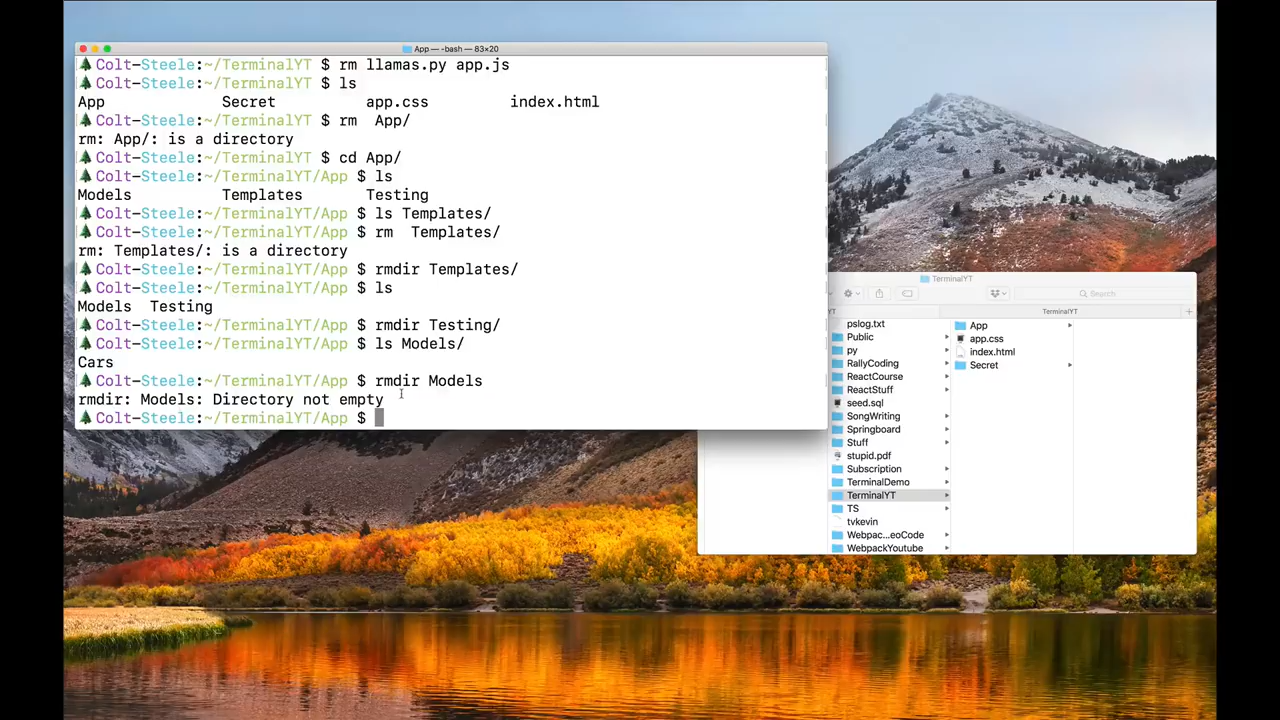 App — -bash — 83×20
🌲Colt-Steele:~/TerminalYT $ rm llamas.py app.js
🌲Colt-Steele:~/TerminalYT $ ls
App Secret app.css index.html
🌲Colt-Steele:~/TerminalYT $ rm  App/
rm: App/: is a directory
🌲Colt-Steele:~/TerminalYT $ cd App/
🌲Colt-Steele:~/TerminalYT/App $ ls
Models Templates Testing
🌲Colt-Steele:~/TerminalYT/App $ ls Templates/
🌲Colt-Steele:~/TerminalYT/App $ rm  Templates/
rm: Templates/: is a directory
🌲Colt-Steele:~/TerminalYT/App $ rmdir Templates/
🌲Colt-Steele:~/TerminalYT/App $ ls
Models  Testing
🌲Colt-Steele:~/TerminalYT/App $ rmdir Testing/
🌲Colt-Steele:~/TerminalYT/App $ ls Models/
Cars
🌲Colt-Steele:~/TerminalYT/App $ rmdir Models
rmdir: Models: Directory not empty
🌲Colt-Steele:~/TerminalYT/App $
TerminalYT
Search
YT TerminalYT
pslog.txt
Public
py
RallyCoding
ReactCourse
ReactStuff
seed.sql
SongWriting
Springboard
Stuff
stupid.pdf
Subscription
TerminalDemo
TerminalYT
TS
tvkevin
Webpac...eoCode
WebpackYoutube
App
app.css
index.html
Secret